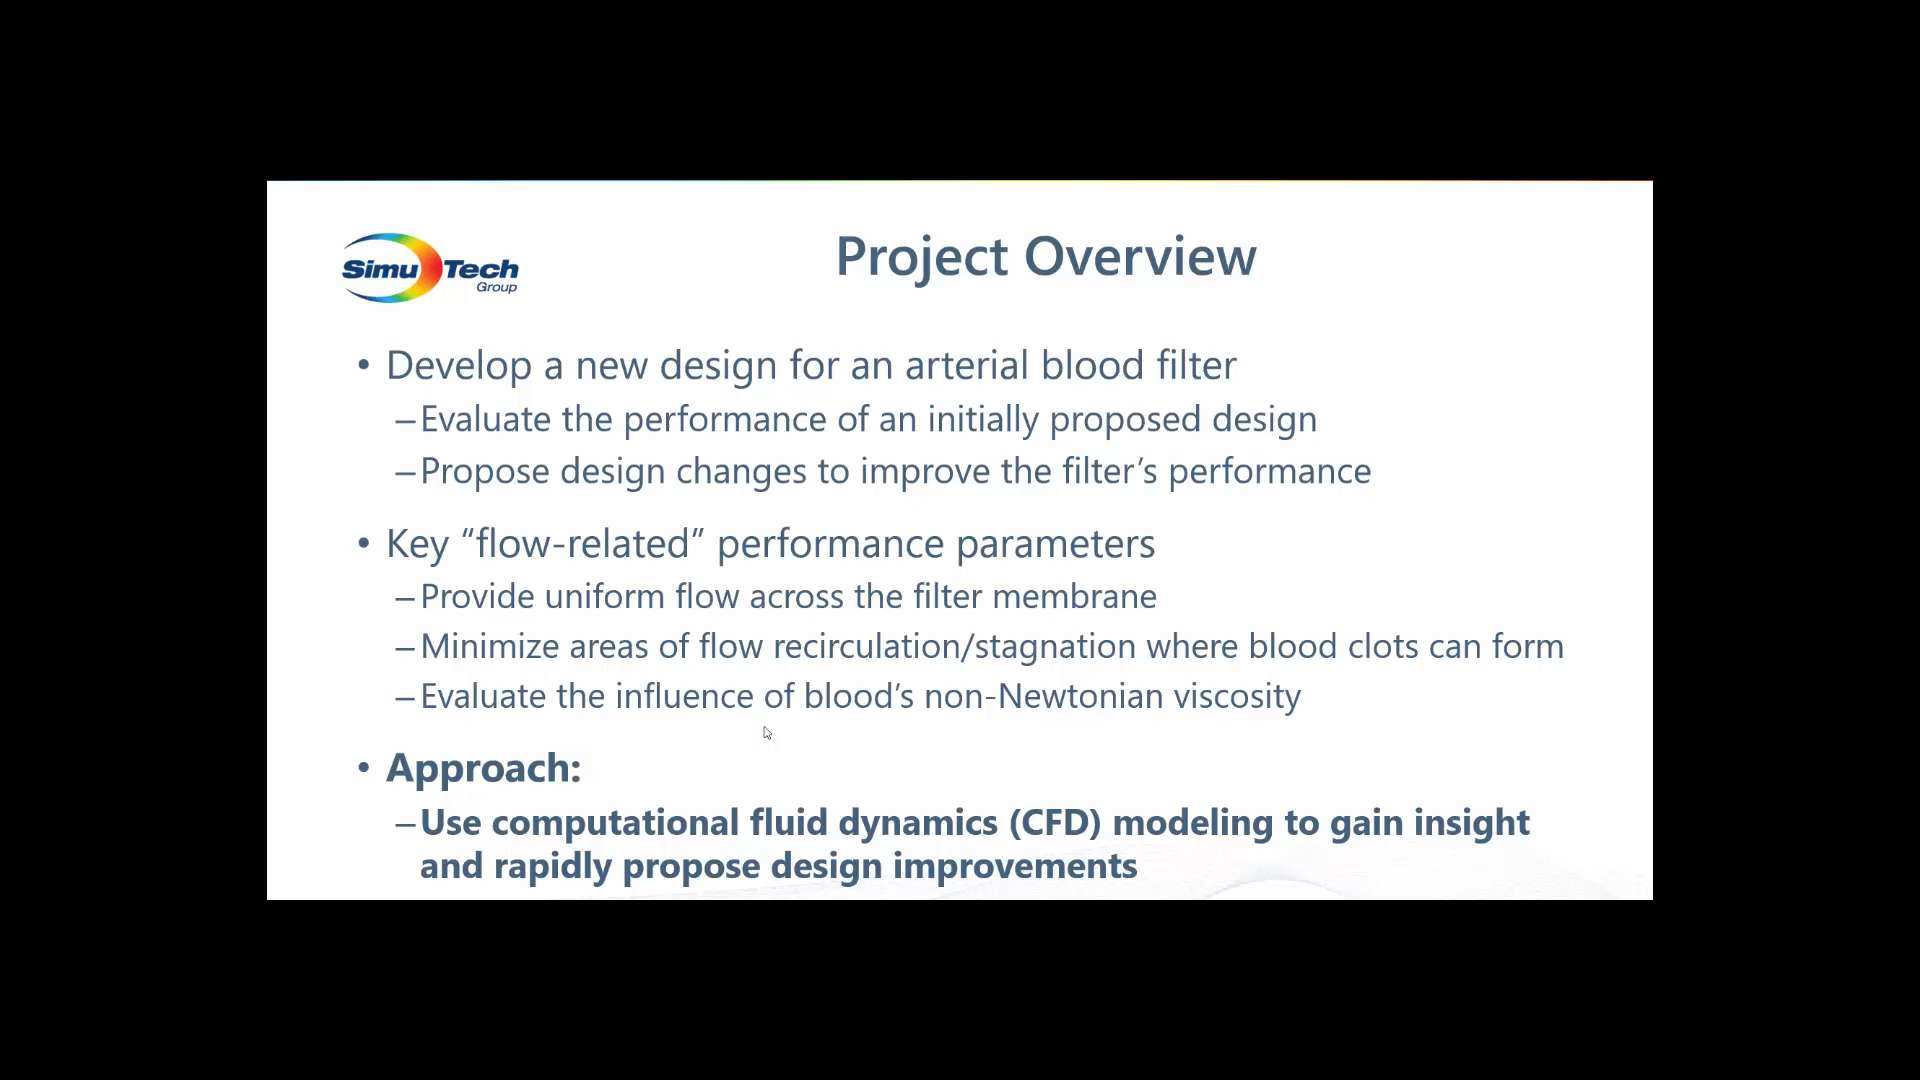 Simu Tech
Group
Project Overview
• Develop a new design for an arterial blood filter
–Evaluate the performance of an initially proposed design
–Propose design changes to improve the filter’s performance
• Key “flow-related” performance parameters
–Provide uniform flow across the filter membrane
–Minimize areas of flow recirculation/stagnation where blood clots can form
–Evaluate the influence of blood’s non-Newtonian viscosity
• Approach:
–Use computational fluid dynamics (CFD) modeling to gain insight
and rapidly propose design improvements